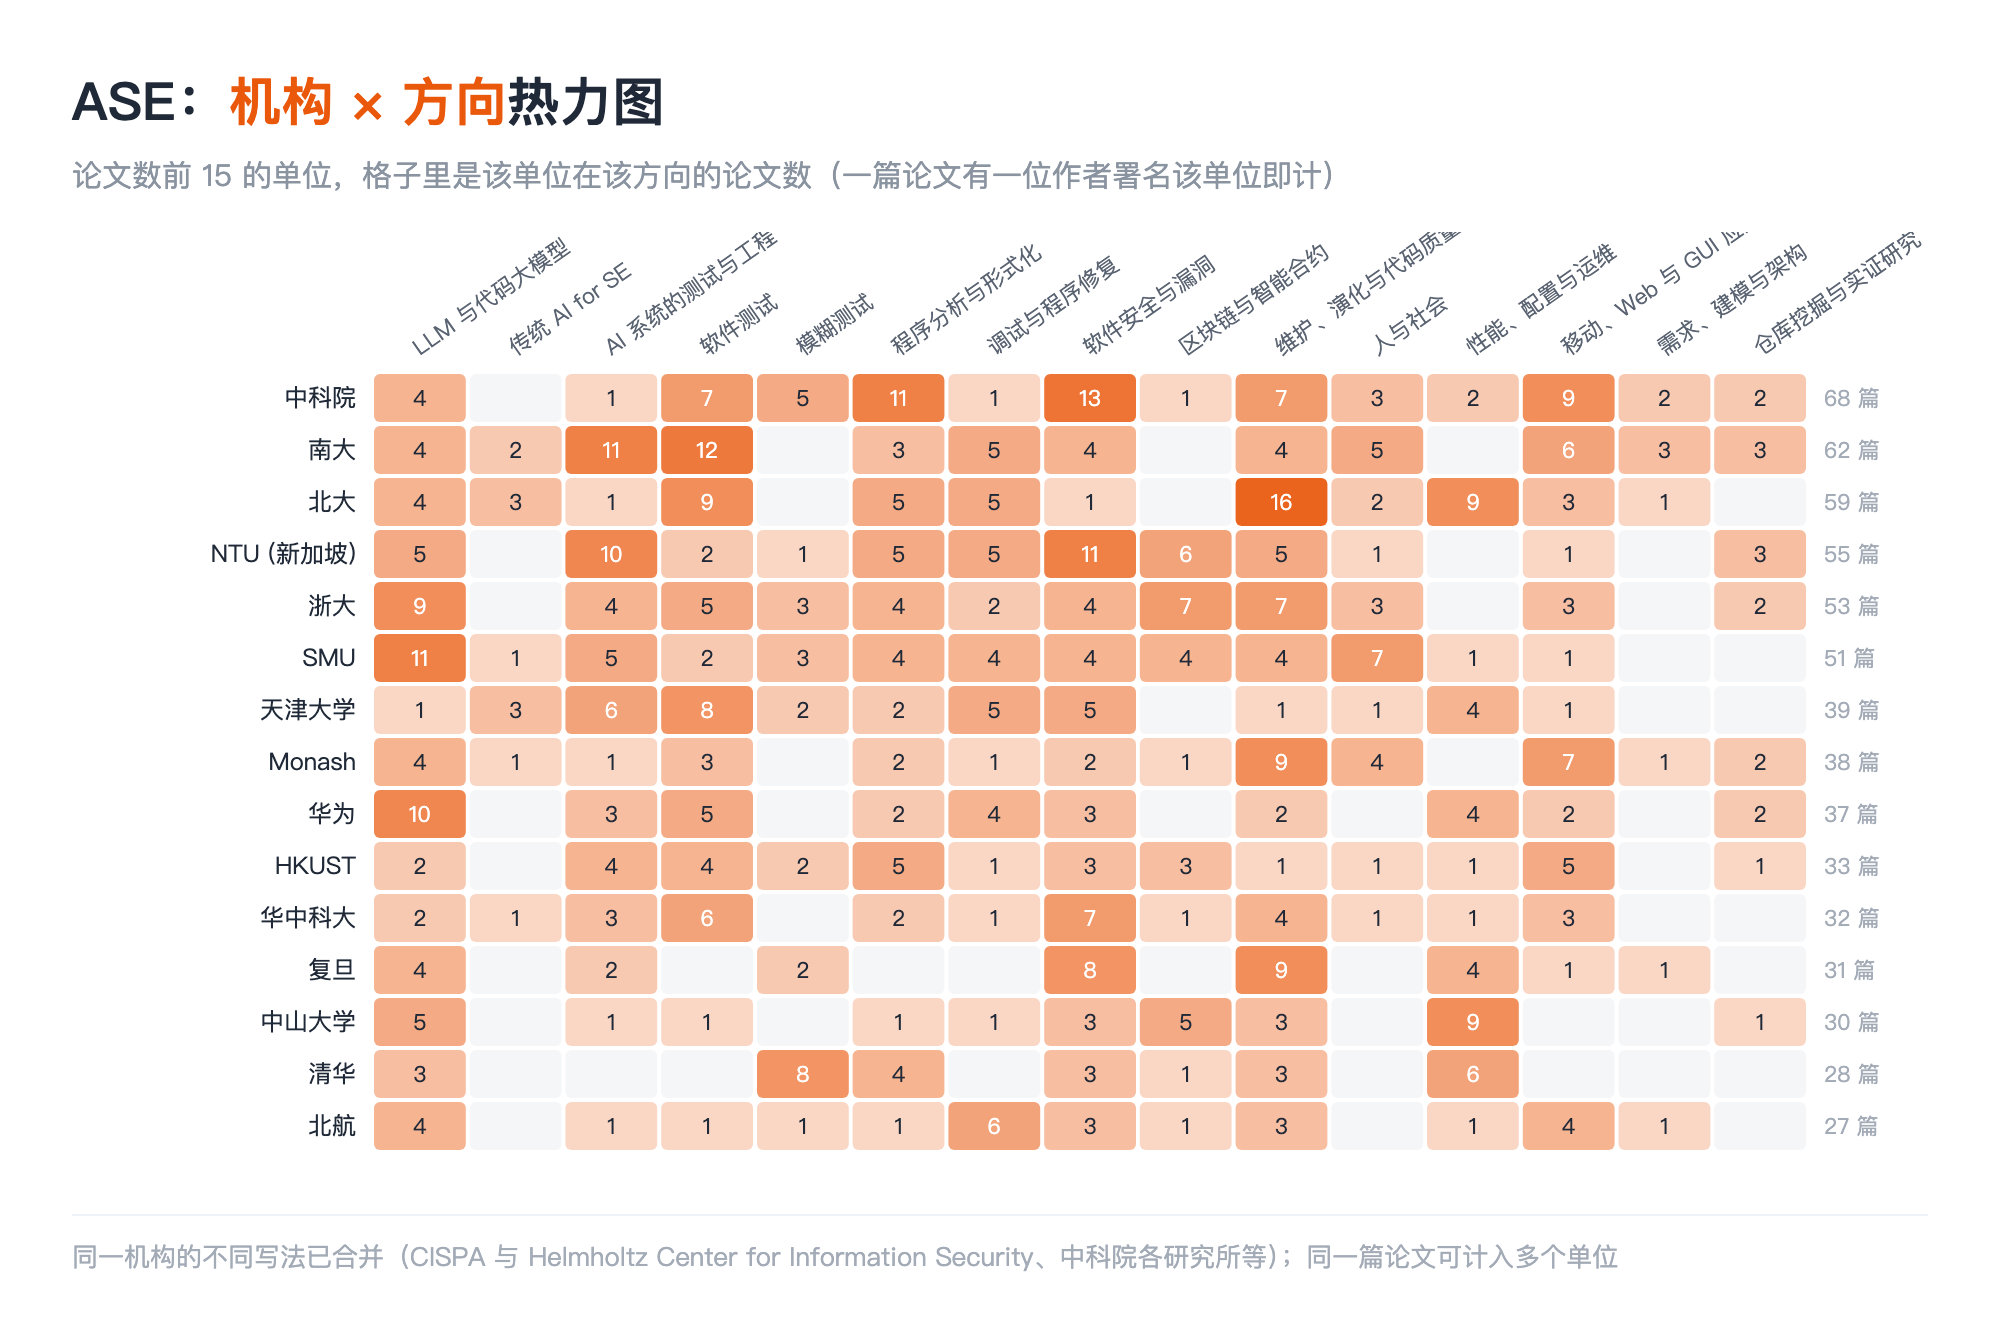 ASE：机构 × 方向热力图
论文数前 15 的单位，格子里是该单位在该方向的论文数（一篇论文有一位作者署名该单位即计）
LLM 与代码大模型
传统 AI for SE
AI 系统的测试与工程
软件测试
模糊测试
程序分析与形式化
调试与程序修复
软件安全与漏洞
区块链与智能合约
维护、演化与代码质量
人与社会
性能、配置与运维
移动、Web 与 GUI
需求、建模与架构
仓库挖掘与实证研究
中科院 4 1 7 5 11 1 13 1 7 3 2 9 2 2 68 篇
南大 4 2 11 12 3 5 4 4 5 6 3 3 62 篇
北大 4 3 1 9 5 5 1 16 2 9 3 1 59 篇
NTU (新加坡) 5 10 2 1 5 5 11 6 5 1 1 3 55 篇
浙大 9 4 5 3 4 2 4 7 7 3 3 2 53 篇
SMU 11 1 5 2 3 4 4 4 4 4 7 1 1 51 篇
天津大学 1 3 6 8 2 2 5 5 1 1 4 1 39 篇
Monash 4 1 1 3 2 1 2 1 9 4 7 1 2 38 篇
华为 10 3 5 2 4 3 2 4 2 2 37 篇
HKUST 2 4 4 2 5 1 3 3 1 1 1 5 1 33 篇
华中科大 2 1 3 6 2 1 7 1 4 1 1 3 32 篇
复旦 4 2 2 8 9 4 1 1 31 篇
中山大学 5 1 1 1 1 3 5 3 9 1 30 篇
清华 3 8 4 3 1 3 6 28 篇
北航 4 1 1 1 1 6 3 1 3 1 4 1 27 篇
同一机构的不同写法已合并（CISPA 与 Helmholtz Center for Information Security、中科院各研究所等）；同一篇论文可计入多个单位